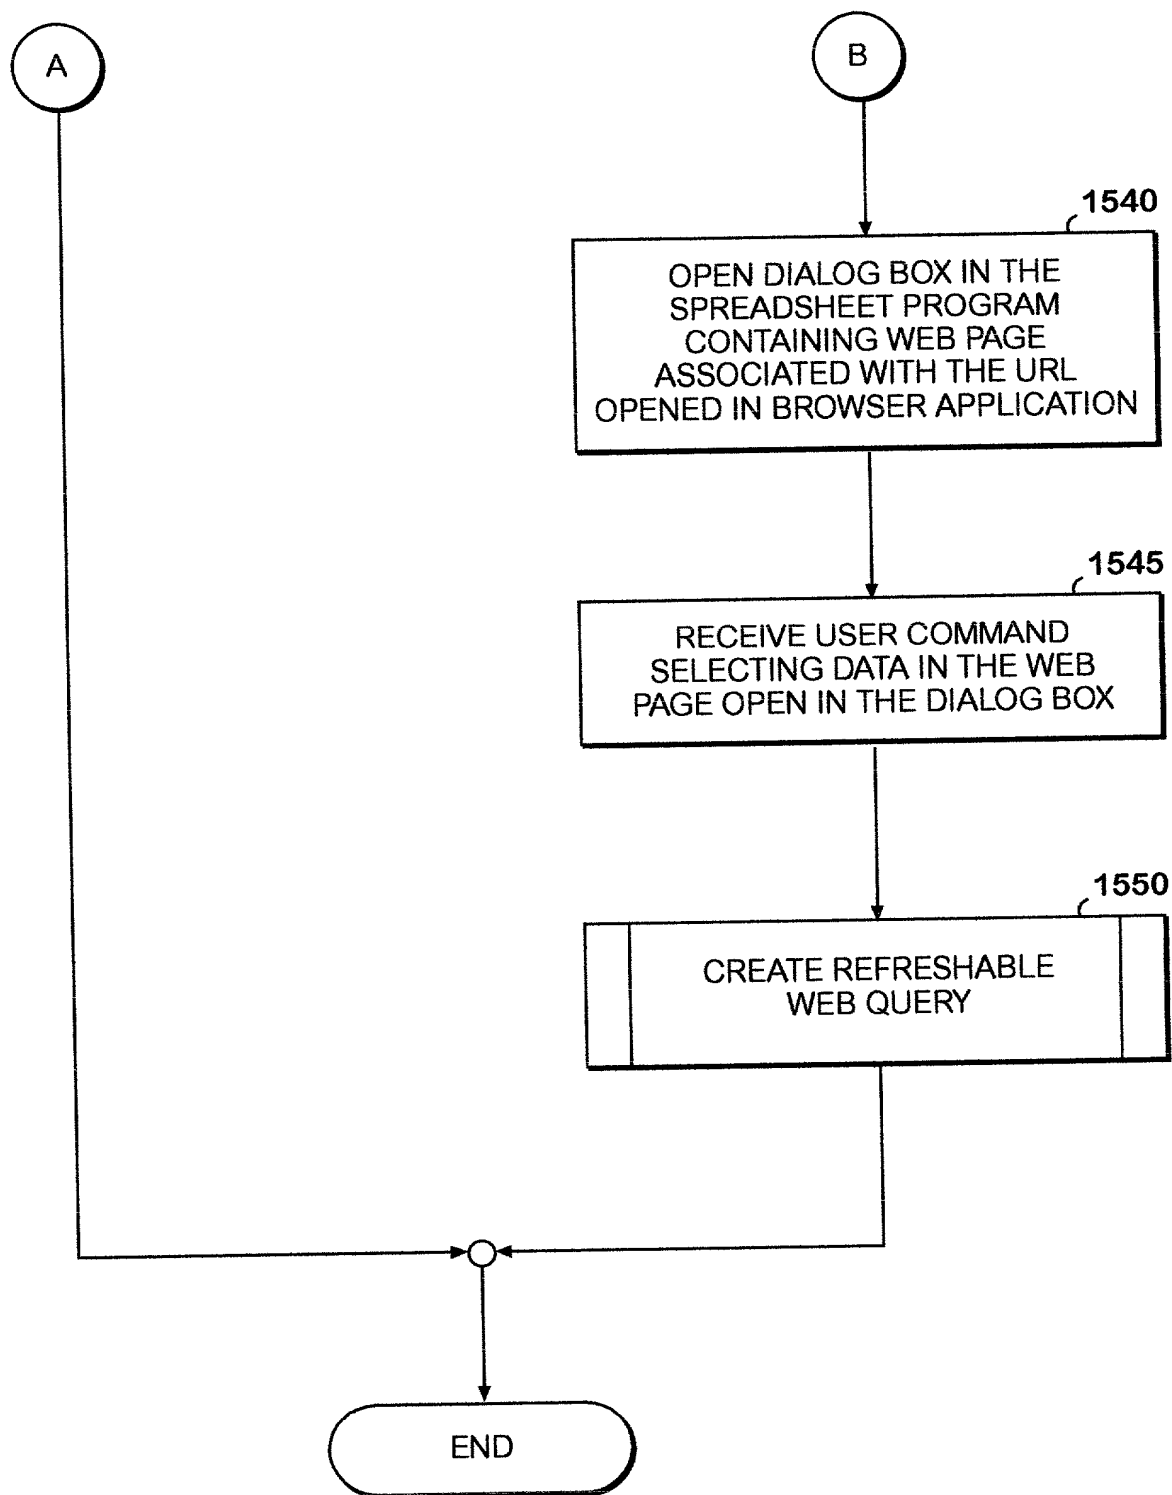 A
B
1540
OPEN DIALOG BOX IN THE
SPREADSHEET PROGRAM
CONTAINING WEB PAGE
ASSOCIATED WITH THE URL
OPENED IN BROWSER APPLICATION
1545
RECEIVE USER COMMAND
SELECTING DATA IN THE WEB
PAGE OPEN IN THE DIALOG BOX
1550
CREATE REFRESHABLE
WEB QUERY
END